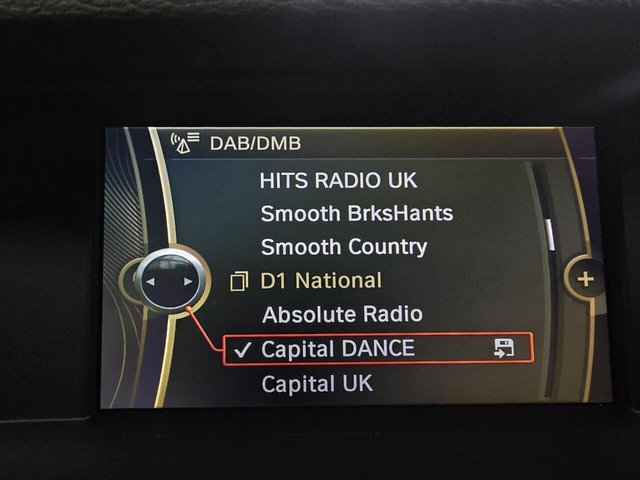 DAB/DMB
HITS RADIO UK
Smooth BrksHants
Smooth Country
D1 National
Absolute Radio
Capital DANCE
Capital UK